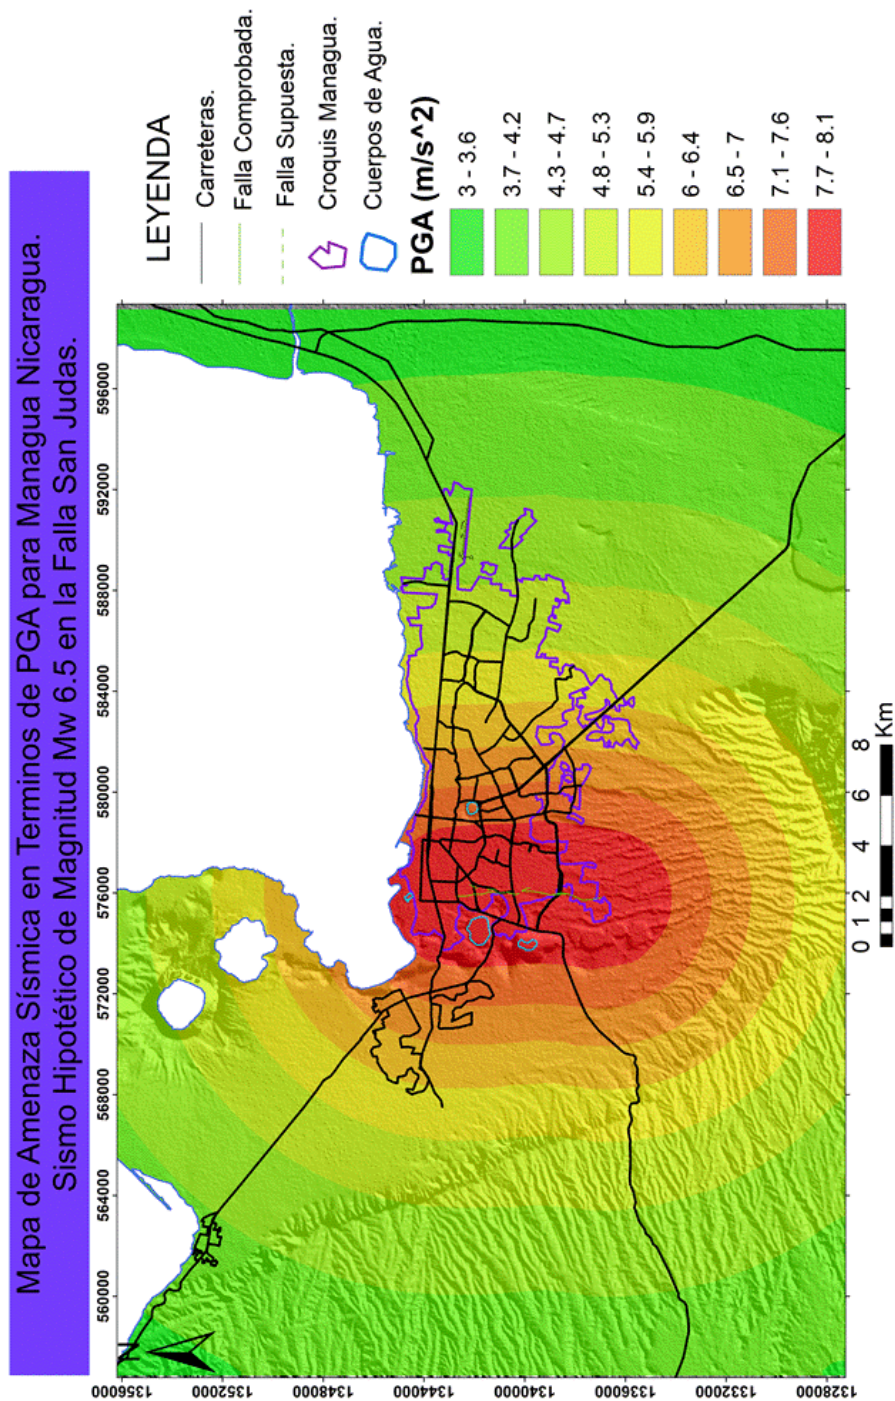 Mapa de Amenaza Sísmica en Terminos de PGA para Managua Nicaragua.
Sismo Hipotético de Magnitud Mw 6.5 en la Falla San Judas.
LEYENDA
Carreteras.
Falla Comprobada.
Falla Supuesta.
Croquis Managua.
Cuerpos de Agua.
PGA (m/s^2)
3 - 3.6
3.7 - 4.2
4.3 - 4.7
4.8 - 5.3
5.4 - 5.9
6 - 6.4
6.5 - 7
7.1 - 7.6
7.7 - 8.1
560000 564000 568000 572000 576000 580000 584000 588000 592000 596000
N
1356000
1352000
1348000
1344000
1340000
1336000
1332000
1328000
0 1 2 4 6 8
Km